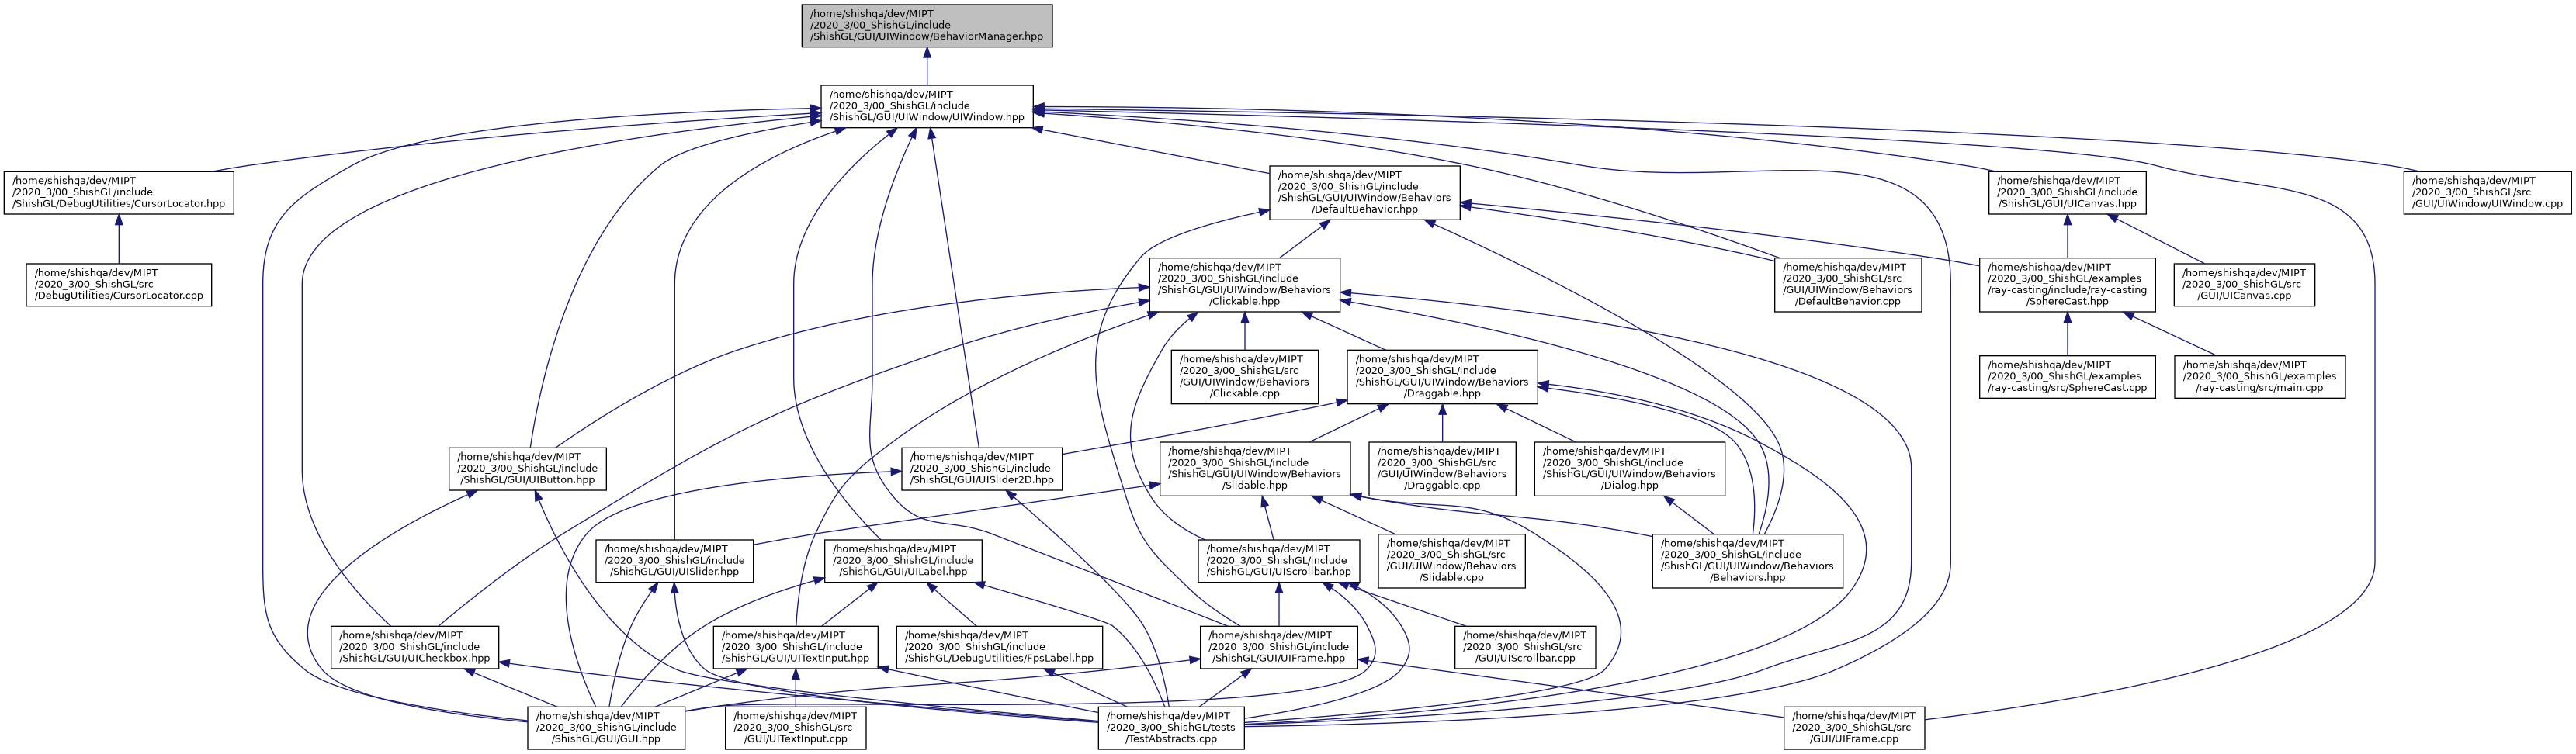 /home/shishqa/dev/MIPT
/2020_3/00_ShishGL/include
/ShishGL/GUI/UIWindow/BehaviorManager.hpp
/home/shishqa/dev/MIPT
/2020_3/00_ShishGL/include
/ShishGL/GUI/UIWindow/UIWindow.hpp
/home/shishqa/dev/MIPT
/2020_3/00_ShishGL/include
/ShishGL/DebugUtilities/CursorLocator.hpp
/home/shishqa/dev/MIPT
/2020_3/00_ShishGL/include
/ShishGL/GUI/UIWindow/Behaviors
/DefaultBehavior.hpp
/home/shishqa/dev/MIPT
/2020_3/00_ShishGL/include
/ShishGL/GUI/UICanvas.hpp
/home/shishqa/dev/MIPT
/2020_3/00_ShishGL/src
/GUI/UIWindow/UIWindow.cpp
/home/shishqa/dev/MIPT
/2020_3/00_ShishGL/src
/DebugUtilities/CursorLocator.cpp
/home/shishqa/dev/MIPT
/2020_3/00_ShishGL/include
/ShishGL/GUI/UIWindow/Behaviors
/Clickable.hpp
/home/shishqa/dev/MIPT
/2020_3/00_ShishGL/src
/GUI/UIWindow/Behaviors
/DefaultBehavior.cpp
/home/shishqa/dev/MIPT
/2020_3/00_ShishGL/examples
/ray-casting/include/ray-casting
/SphereCast.hpp
/home/shishqa/dev/MIPT
/2020_3/00_ShishGL/src
/GUI/UICanvas.cpp
/home/shishqa/dev/MIPT
/2020_3/00_ShishGL/src
/GUI/UIWindow/Behaviors
/Clickable.cpp
/home/shishqa/dev/MIPT
/2020_3/00_ShishGL/include
/ShishGL/GUI/UIWindow/Behaviors
/Draggable.hpp
/home/shishqa/dev/MIPT
/2020_3/00_ShishGL/examples
/ray-casting/src/SphereCast.cpp
/home/shishqa/dev/MIPT
/2020_3/00_ShishGL/examples
/ray-casting/src/main.cpp
/home/shishqa/dev/MIPT
/2020_3/00_ShishGL/include
/ShishGL/GUI/UIButton.hpp
/home/shishqa/dev/MIPT
/2020_3/00_ShishGL/include
/ShishGL/GUI/UISlider2D.hpp
/home/shishqa/dev/MIPT
/2020_3/00_ShishGL/include
/ShishGL/GUI/UIWindow/Behaviors
/Slidable.hpp
/home/shishqa/dev/MIPT
/2020_3/00_ShishGL/src
/GUI/UIWindow/Behaviors
/Draggable.cpp
/home/shishqa/dev/MIPT
/2020_3/00_ShishGL/include
/ShishGL/GUI/UIWindow/Behaviors
/Dialog.hpp
/home/shishqa/dev/MIPT
/2020_3/00_ShishGL/include
/ShishGL/GUI/UISlider.hpp
/home/shishqa/dev/MIPT
/2020_3/00_ShishGL/include
/ShishGL/GUI/UILabel.hpp
/home/shishqa/dev/MIPT
/2020_3/00_ShishGL/include
/ShishGL/GUI/UIScrollbar.hpp
/home/shishqa/dev/MIPT
/2020_3/00_ShishGL/src
/GUI/UIWindow/Behaviors
/Slidable.cpp
/home/shishqa/dev/MIPT
/2020_3/00_ShishGL/include
/ShishGL/GUI/UIWindow/Behaviors
/Behaviors.hpp
/home/shishqa/dev/MIPT
/2020_3/00_ShishGL/include
/ShishGL/GUI/UICheckbox.hpp
/home/shishqa/dev/MIPT
/2020_3/00_ShishGL/include
/ShishGL/GUI/UITextInput.hpp
/home/shishqa/dev/MIPT
/2020_3/00_ShishGL/include
/ShishGL/DebugUtilities/FpsLabel.hpp
/home/shishqa/dev/MIPT
/2020_3/00_ShishGL/include
/ShishGL/GUI/UIFrame.hpp
/home/shishqa/dev/MIPT
/2020_3/00_ShishGL/src
/GUI/UIScrollbar.cpp
/home/shishqa/dev/MIPT
/2020_3/00_ShishGL/include
/ShishGL/GUI/GUI.hpp
/home/shishqa/dev/MIPT
/2020_3/00_ShishGL/src
/GUI/UITextInput.cpp
/home/shishqa/dev/MIPT
/2020_3/00_ShishGL/tests
/TestAbstracts.cpp
/home/shishqa/dev/MIPT
/2020_3/00_ShishGL/src
/GUI/UIFrame.cpp